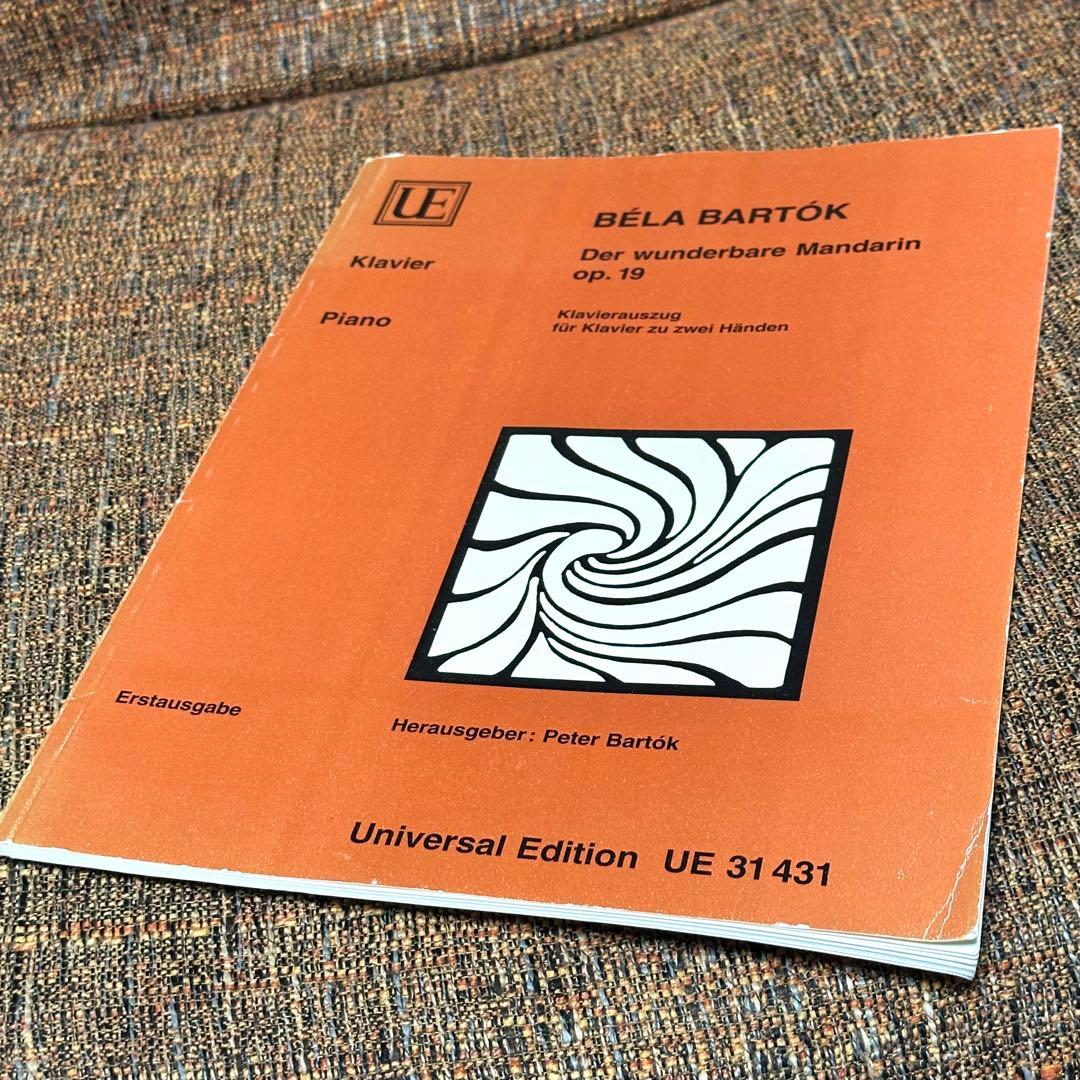 UE
Klavier
Piano
BÉLA BARTÓK
Der wunderbare Mandarin
op. 19
Klavierauszug
für Klavier zu zwei Händen
Erstausgabe
Herausgeber: Peter Bartók
Universal Edition UE 31 431